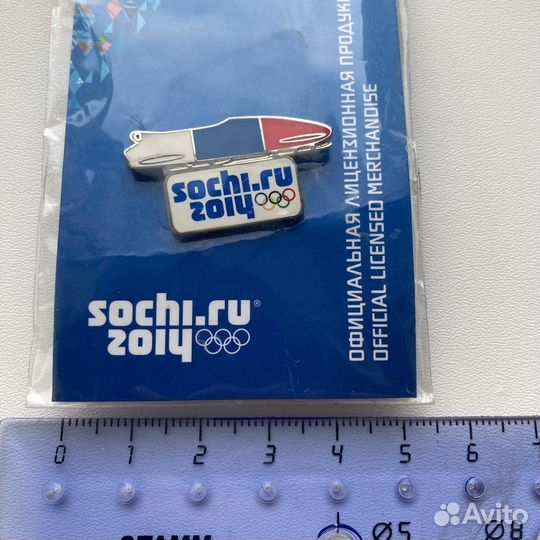 sochi.ru
2014
sochi.ru®
2014
ОФИЦИАЛЬНАЯ ЛИЦЕНЗИОННАЯ
OFFICIAL LICENSED MERCHANDISE
0 1 2 3 4 5 6 7
Ø5 Ø8
Avito